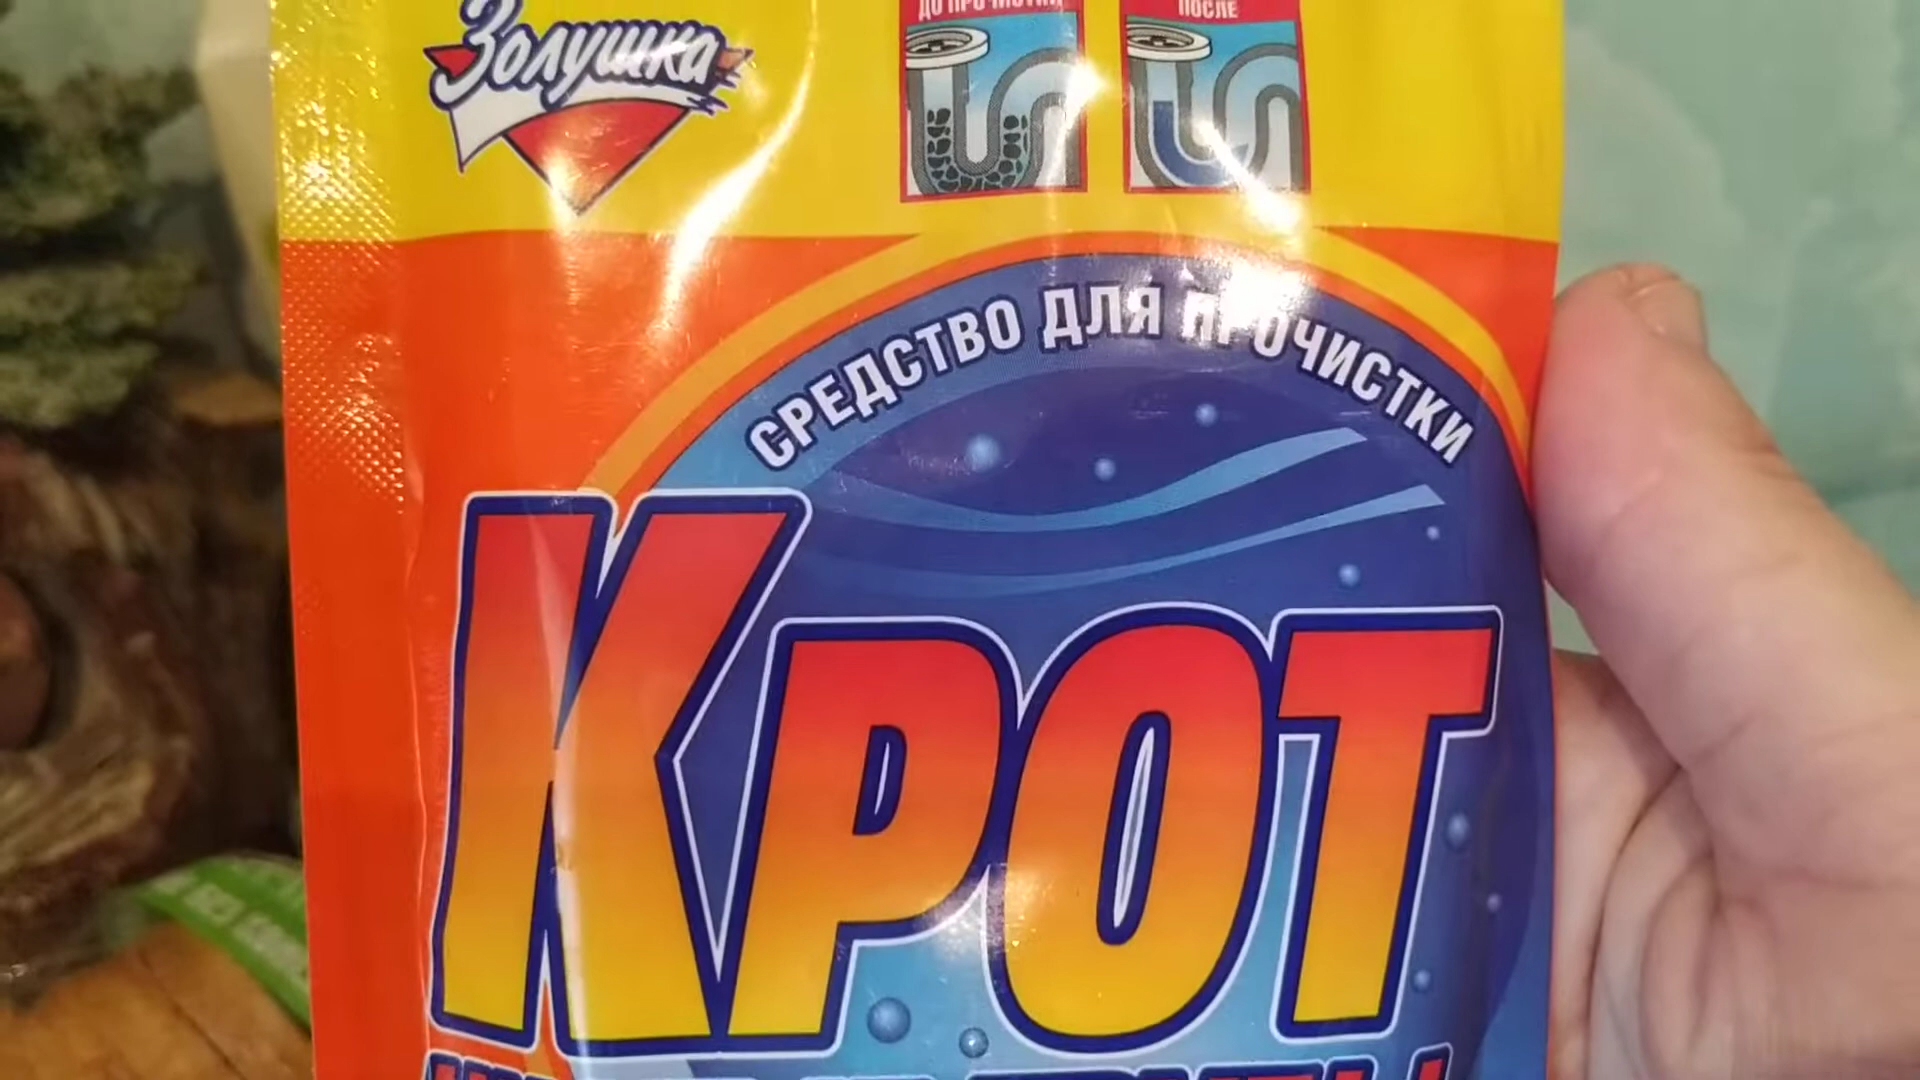 Золушка
ДО ПРОЧИСТКИ
ПОСЛЕ
СРЕДСТВО ДЛЯ ПРОЧИСТКИ
КРОТ